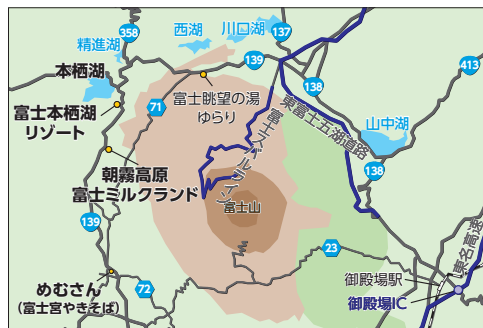 358
精進湖
西湖
川口湖
137
139
138
413
本栖湖
71
富士眺望の湯
ゆらり
富士本栖湖
リゾート
富士スバルライン
東富士五湖道路
山中湖
138
朝霧高原
富士ミルクランド
富士山
139
23
東名高速
御殿場駅
御殿場IC
めむさん
(富士宮やきそば)
72